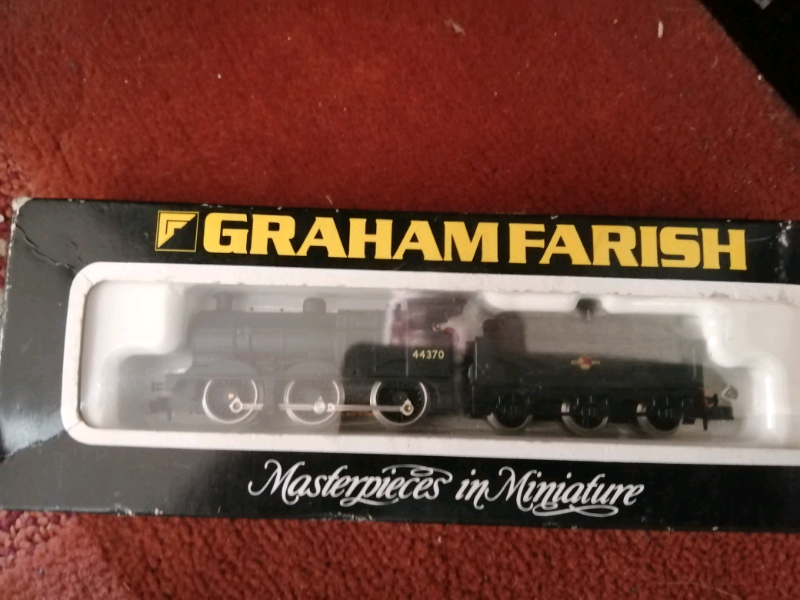 GRAHAM FARISH
44370
Masterpieces in Miniature